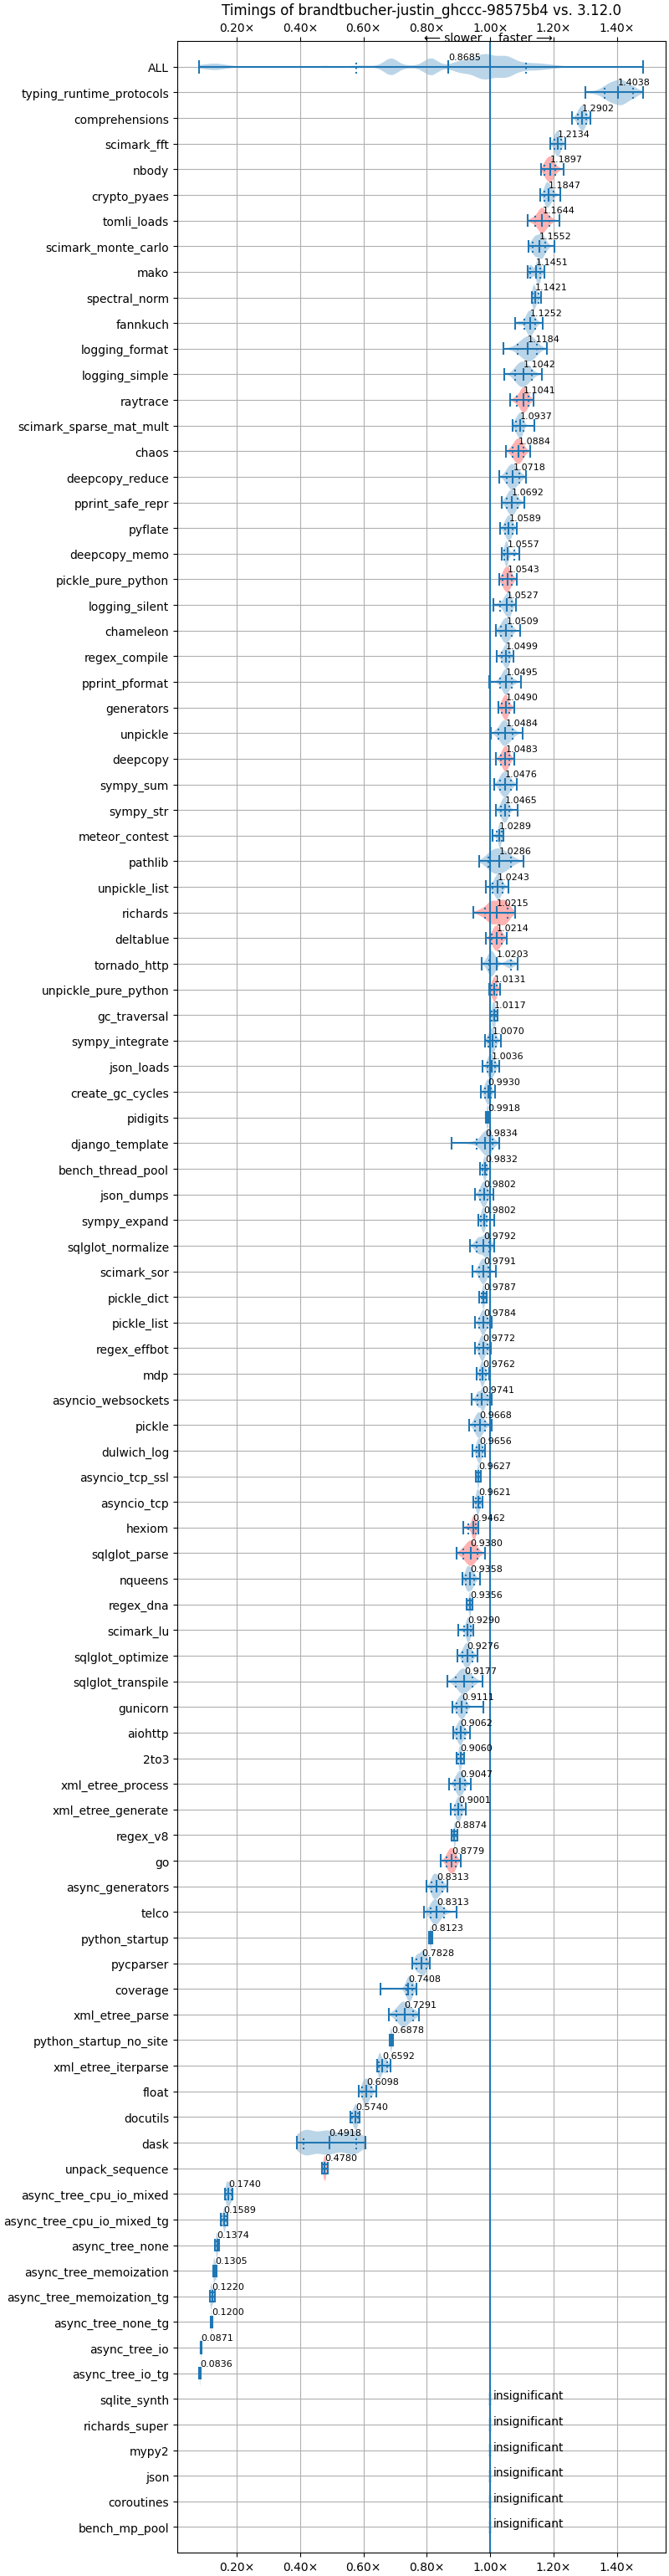 Timings of brandtbucher-justin_ghccc-98575b4 vs. 3.12.0
0.20× 0.40× 0.60× 0.80× 1.00× 1.20× 1.40×
← slower faster →
ALL 0.8685
typing_runtime_protocols 1.4038
comprehensions 1.2902
scimark_fft 1.2134
nbody 1.1897
crypto_pyaes 1.1847
tomli_loads 1.1644
scimark_monte_carlo 1.1552
mako 1.1451
spectral_norm 1.1421
fannkuch 1.1252
logging_format 1.1184
logging_simple 1.1042
raytrace 1.1041
scimark_sparse_mat_mult 1.0937
chaos 1.0884
deepcopy_reduce 1.0718
pprint_safe_repr 1.0692
pyflate 1.0589
deepcopy_memo 1.0557
pickle_pure_python 1.0543
logging_silent 1.0527
chameleon 1.0509
regex_compile 1.0499
pprint_pformat 1.0495
generators 1.0490
unpickle 1.0484
deepcopy 1.0483
sympy_sum 1.0476
sympy_str 1.0465
meteor_contest 1.0289
pathlib 1.0286
unpickle_list 1.0243
richards 1.0215
deltablue 1.0214
tornado_http 1.0203
unpickle_pure_python 1.0131
gc_traversal 1.0117
sympy_integrate 1.0070
json_loads 1.0036
create_gc_cycles 0.9930
pidigits 0.9918
django_template 0.9834
bench_thread_pool 0.9832
json_dumps 0.9802
sympy_expand 0.9802
sqlglot_normalize 0.9792
scimark_sor 0.9791
pickle_dict 0.9787
pickle_list 0.9784
regex_effbot 0.9772
mdp 0.9762
asyncio_websockets 0.9741
pickle 0.9668
dulwich_log 0.9656
asyncio_tcp_ssl 0.9627
asyncio_tcp 0.9621
hexiom 0.9462
sqlglot_parse 0.9380
nqueens 0.9358
regex_dna 0.9356
scimark_lu 0.9290
sqlglot_optimize 0.9276
sqlglot_transpile 0.9177
gunicorn 0.9111
aiohttp 0.9062
2to3 0.9060
xml_etree_process 0.9047
xml_etree_generate 0.9001
regex_v8 0.8874
go 0.8779
async_generators 0.8313
telco 0.8313
python_startup 0.8123
pycparser 0.7828
coverage 0.7408
xml_etree_parse 0.7291
python_startup_no_site 0.6878
xml_etree_iterparse 0.6592
float 0.6098
docutils 0.5740
dask 0.4918
unpack_sequence 0.4780
async_tree_cpu_io_mixed 0.1740
async_tree_cpu_io_mixed_tg 0.1589
async_tree_none 0.1374
async_tree_memoization 0.1305
async_tree_memoization_tg 0.1220
async_tree_none_tg 0.1200
async_tree_io 0.0871
async_tree_io_tg 0.0836
sqlite_synth insignificant
richards_super insignificant
mypy2 insignificant
json insignificant
coroutines insignificant
bench_mp_pool insignificant
0.20× 0.40× 0.60× 0.80× 1.00× 1.20× 1.40×